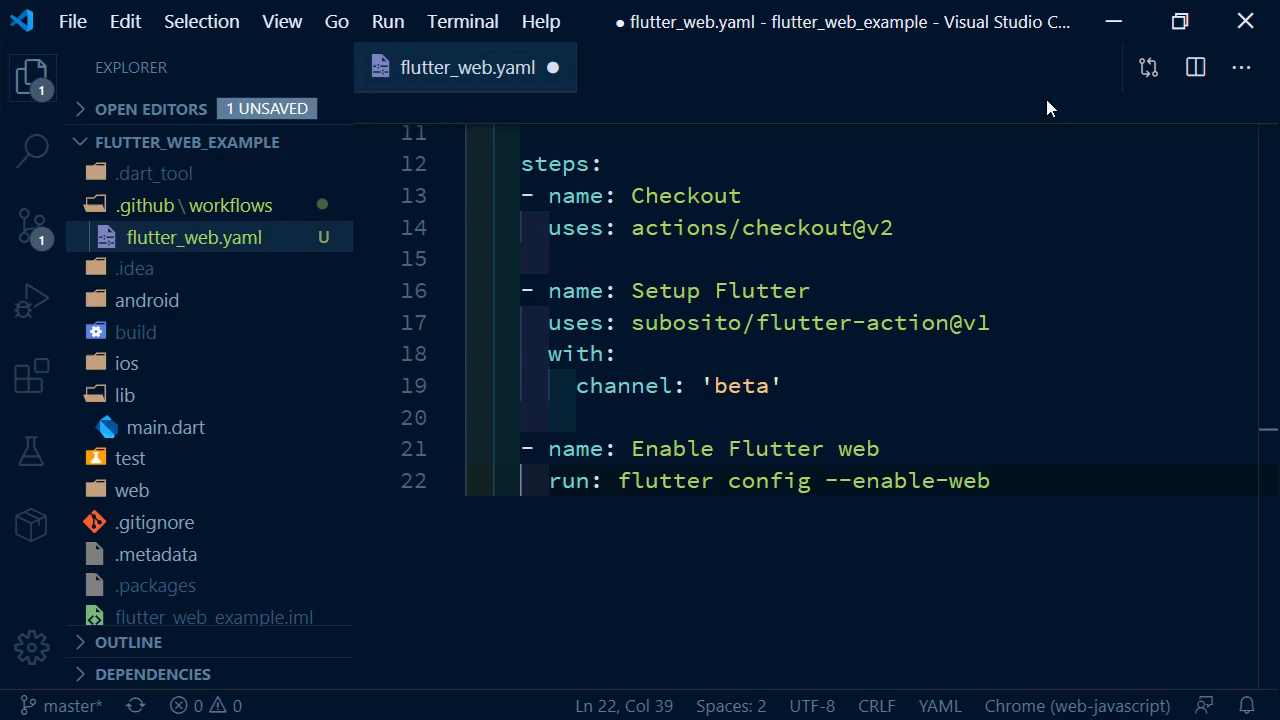 File Edit Selection View Go Run Terminal Help ● flutter_web.yaml - flutter_web_example - Visual Studio C...
EXPLORER
flutter_web.yaml
1
OPEN EDITORS 1 UNSAVED
FLUTTER_WEB_EXAMPLE
.dart_tool
.github \ workflows
flutter_web.yaml U
1
.idea
android
build
ios
lib
main.dart
test
web
.gitignore
.metadata
.packages
flutter_web_example.iml
OUTLINE
DEPENDENCIES
11
12 steps:
13 - name: Checkout
14 uses: actions/checkout@v2
15
16 - name: Setup Flutter
17 uses: subosito/flutter-action@v1
18 with:
19 channel: 'beta'
20
21 - name: Enable Flutter web
22 run: flutter config --enable-web
master* 0 0 Ln 22, Col 39 Spaces: 2 UTF-8 CRLF YAML Chrome (web-javascript)